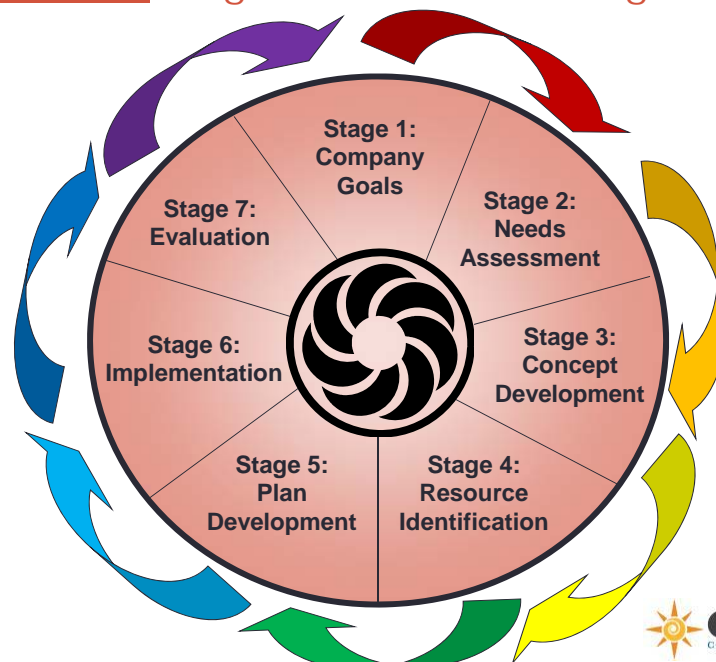 Stage 1:
Company
Goals
Stage 2:
Needs
Assessment
Stage 3:
Concept
Development
Stage 4:
Resource
Identification
Stage 5:
Plan
Development
Stage 6:
Implementation
Stage 7:
Evaluation